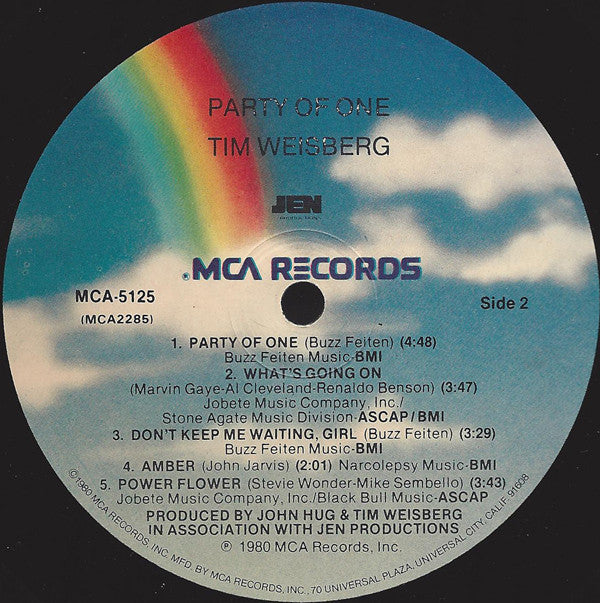 PARTY OF ONE
TIM WEISBERG
JEN
®MCA RECORDS
MCA-5125
(MCA2285)
Side 2
1. PARTY OF ONE (Buzz Feiten) (4:48)
Buzz Feiten Music-BMI
2. WHAT'S GOING ON
(Marvin Gaye-Al Cleveland-Renaldo Benson) (3:47)
Jobete Music Company, Inc./
Stone Agate Music Division-ASCAP/BMI
3. DON'T KEEP ME WAITING, GIRL (Buzz Feiten) (3:29)
Buzz Feiten Music-BMI
4. AMBER (John Jarvis) (2:01) Narcolepsy Music-BMI
5. POWER FLOWER (Stevie Wonder-Mike Sembello) (3:43)
Jobete Music Company, Inc./Black Bull Music-ASCAP
PRODUCED BY JOHN HUG & TIM WEISBERG
IN ASSOCIATION WITH JEN PRODUCTIONS
℗ 1980 MCA Records, Inc.
©1980 MCA RECORDS, INC. MFD. BY MCA RECORDS, INC., 70 UNIVERSAL PLAZA, UNIVERSAL CITY, CALIF. 91608